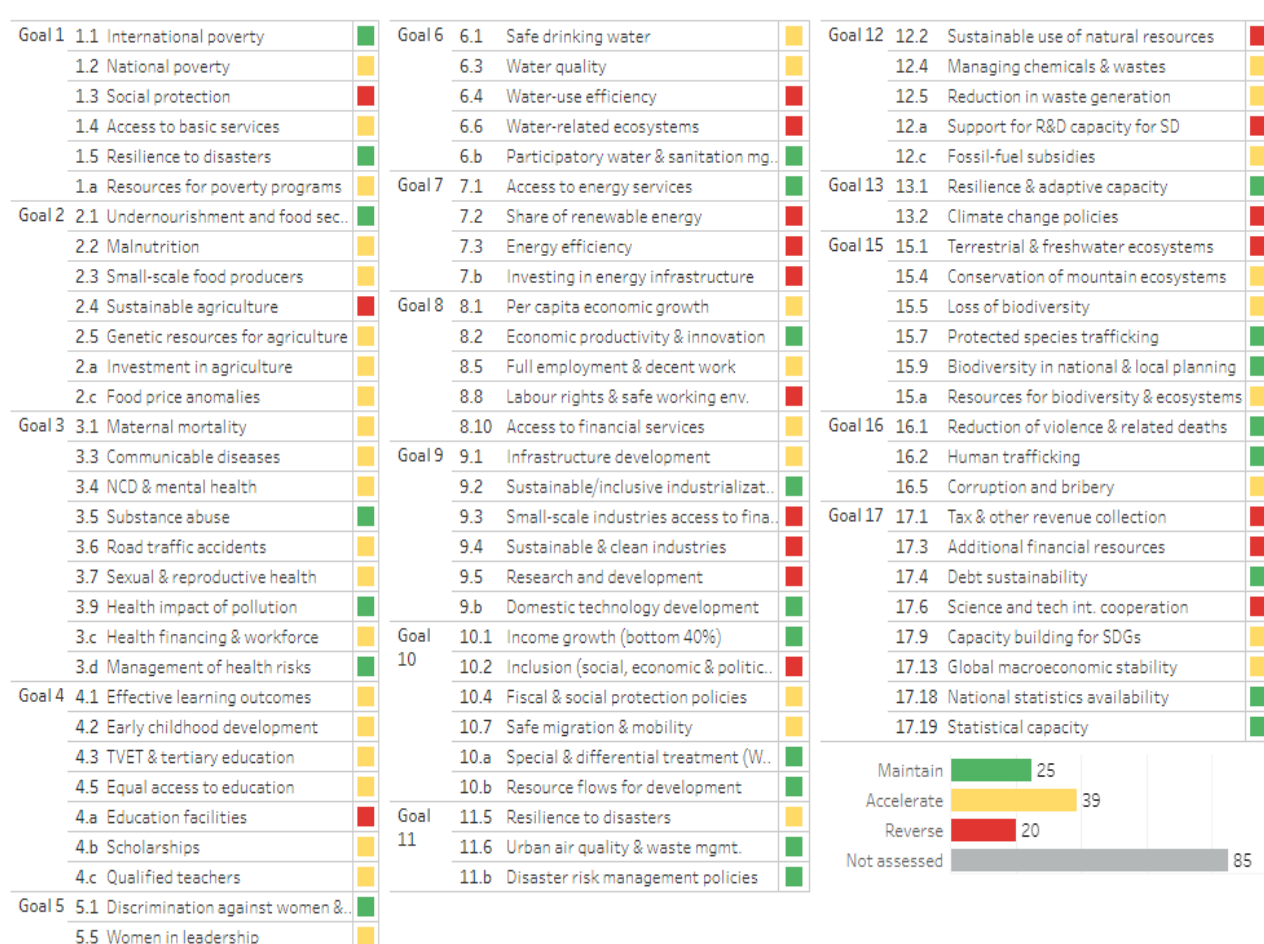 Goal 1 1.1 International poverty
1.2 National poverty
1.3 Social protection
1.4 Access to basic services
1.5 Resilience to disasters
1.a Resources for poverty programs
Goal 2 2.1 Undernourishment and food sec..
2.2 Malnutrition
2.3 Small-scale food producers
2.4 Sustainable agriculture
2.5 Genetic resources for agriculture
2.a Investment in agriculture
2.c Food price anomalies
Goal 3 3.1 Maternal mortality
3.3 Communicable diseases
3.4 NCD & mental health
3.5 Substance abuse
3.6 Road traffic accidents
3.7 Sexual & reproductive health
3.9 Health impact of pollution
3.c Health financing & workforce
3.d Management of health risks
Goal 4 4.1 Effective learning outcomes
4.2 Early childhood development
4.3 TVET & tertiary education
4.5 Equal access to education
4.a Education facilities
4.b Scholarships
4.c Qualified teachers
Goal 5 5.1 Discrimination against women &..
5.5 Women in leadership
Goal 6 6.1 Safe drinking water
6.3 Water quality
6.4 Water-use efficiency
6.6 Water-related ecosystems
6.b Participatory water & sanitation mg..
Goal 7 7.1 Access to energy services
7.2 Share of renewable energy
7.3 Energy efficiency
7.b Investing in energy infrastructure
Goal 8 8.1 Per capita economic growth
8.2 Economic productivity & innovation
8.5 Full employment & decent work
8.8 Labour rights & safe working env.
8.10 Access to financial services
Goal 9 9.1 Infrastructure development
9.2 Sustainable/inclusive industrializat..
9.3 Small-scale industries access to fina..
9.4 Sustainable & clean industries
9.5 Research and development
9.b Domestic technology development
Goal 10 10.1 Income growth (bottom 40%)
10.2 Inclusion (social, economic & politic..
10.4 Fiscal & social protection policies
10.7 Safe migration & mobility
10.a Special & differential treatment (W..
10.b Resource flows for development
Goal 11 11.5 Resilience to disasters
11.6 Urban air quality & waste mgmt.
11.b Disaster risk management policies
Goal 12 12.2 Sustainable use of natural resources
12.4 Managing chemicals & wastes
12.5 Reduction in waste generation
12.a Support for R&D capacity for SD
12.c Fossil-fuel subsidies
Goal 13 13.1 Resilience & adaptive capacity
13.2 Climate change policies
Goal 15 15.1 Terrestrial & freshwater ecosystems
15.4 Conservation of mountain ecosystems
15.5 Loss of biodiversity
15.7 Protected species trafficking
15.9 Biodiversity in national & local planning
15.a Resources for biodiversity & ecosystems
Goal 16 16.1 Reduction of violence & related deaths
16.2 Human trafficking
16.5 Corruption and bribery
Goal 17 17.1 Tax & other revenue collection
17.3 Additional financial resources
17.4 Debt sustainability
17.6 Science and tech int. cooperation
17.9 Capacity building for SDGs
17.13 Global macroeconomic stability
17.18 National statistics availability
17.19 Statistical capacity
Maintain 25
Accelerate 39
Reverse 20
Not assessed 85